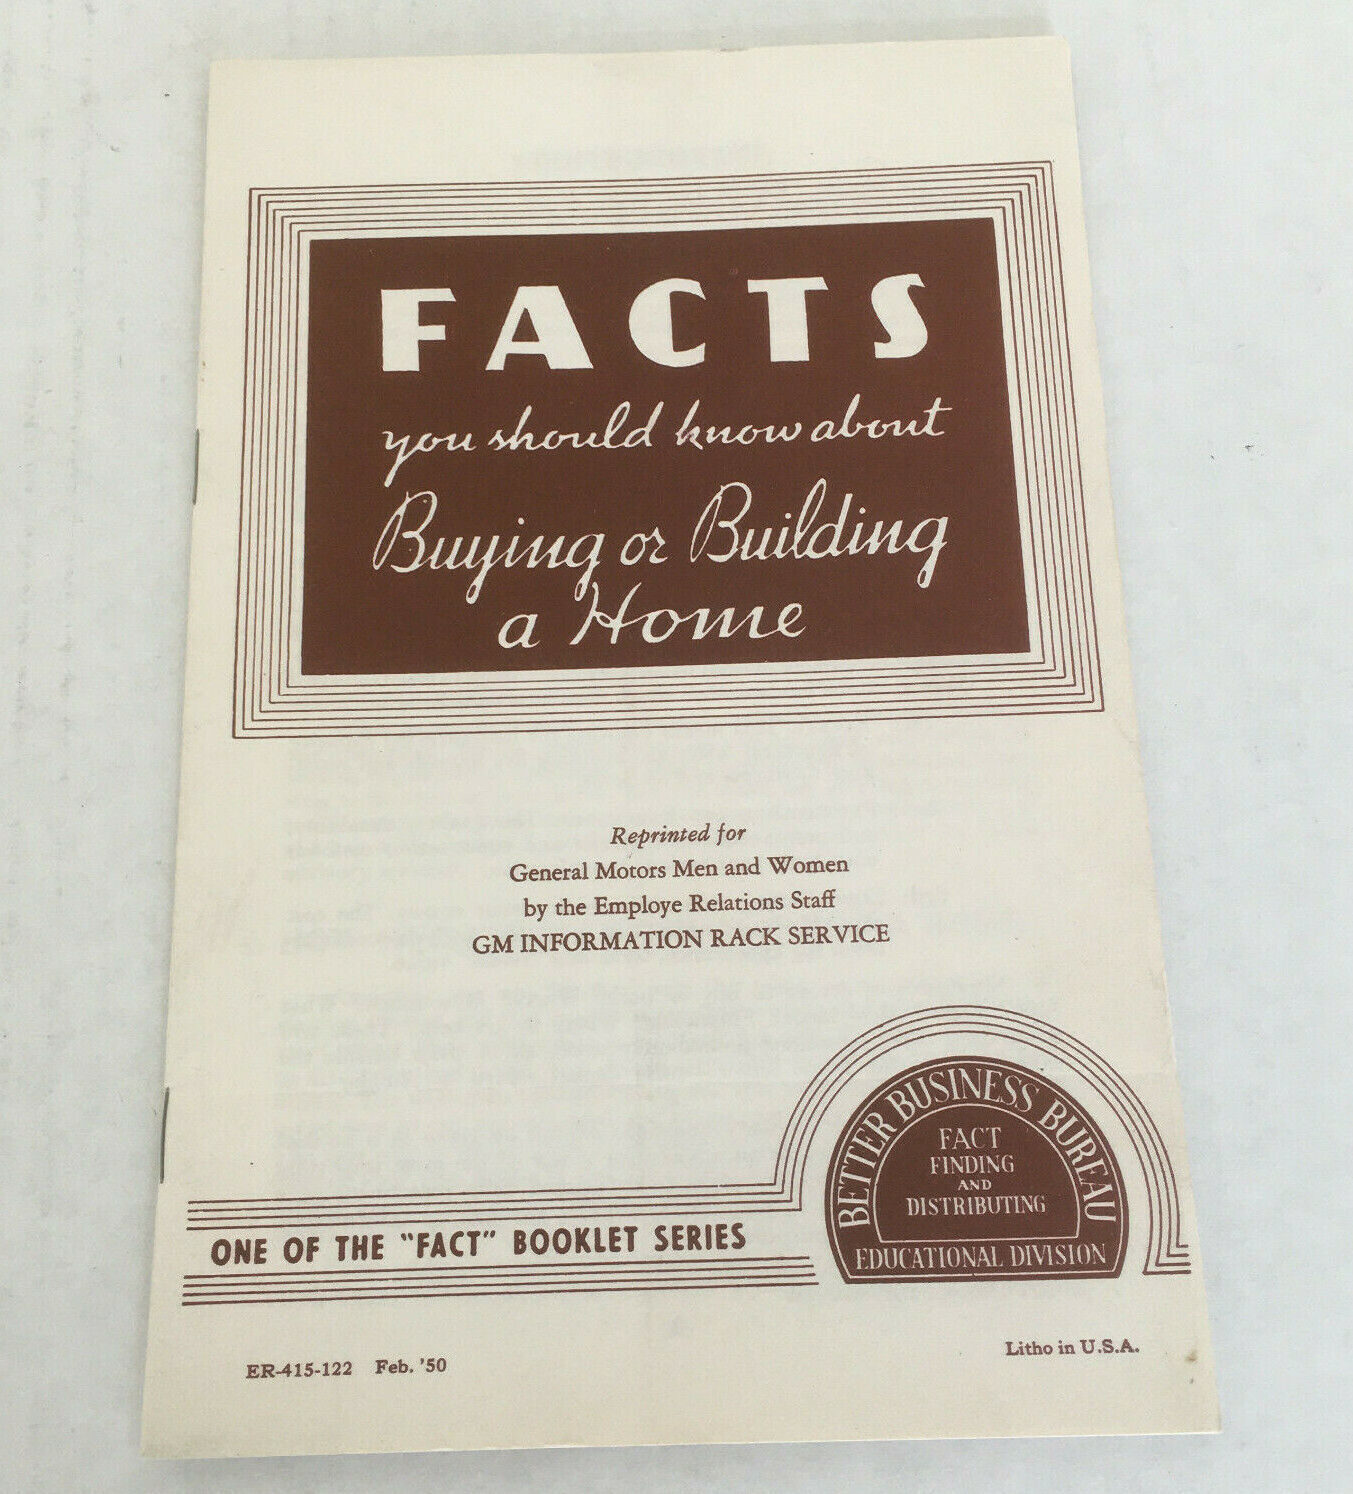 FACTS
you should know about
Buying or Building
a Home
Reprinted for
General Motors Men and Women
by the Employe Relations Staff
GM INFORMATION RACK SERVICE
BETTER BUSINESS BUREAU
FACT
FINDING
AND
DISTRIBUTING
EDUCATIONAL DIVISION
ONE OF THE "FACT" BOOKLET SERIES
ER-415-122 Feb. '50
Litho in U.S.A.